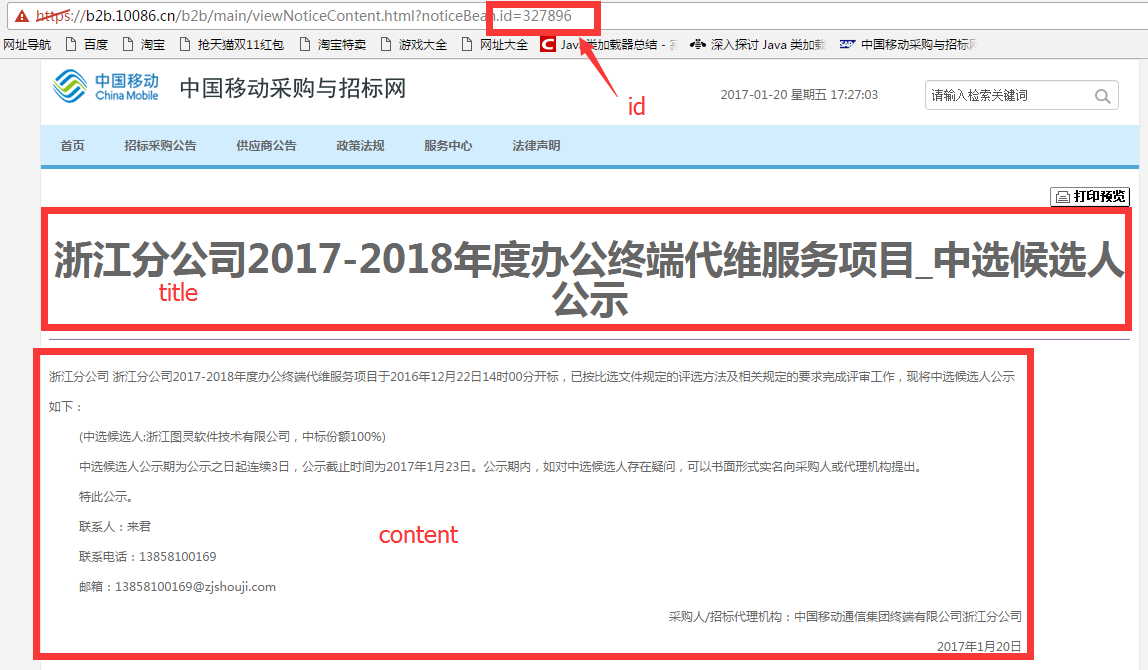 https://b2b.10086.cn/b2b/main/viewNoticeContent.html?noticeBean.id=327896
网址导航 百度 淘宝 抢天猫双11红包 淘宝特卖 游戏大全 网址大全 Java类加载器总结 - 深入探讨 Java 类加载 SAP 中国移动采购与招标网
id
中国移动 China Mobile 中国移动采购与招标网
2017-01-20 星期五 17:27:03 请输入检索关键词
首页 招标采购公告 供应商公告 政策法规 服务中心 法律声明
打印预览
浙江分公司2017-2018年度办公终端代维服务项目_中选候选人
公示
title
浙江分公司 浙江分公司2017-2018年度办公终端代维服务项目于2016年12月22日14时00分开标，已按比选文件规定的评选方法及相关规定的要求完成评审工作，现将中选候选人公示
如下：
(中选候选人:浙江图灵软件技术有限公司，中标份额100%)
中选候选人公示期为公示之日起连续3日，公示截止时间为2017年1月23日。公示期内，如对中选候选人存在疑问，可以书面形式实名向采购人或代理机构提出。
特此公示。
联系人：来君
content
联系电话：13858100169
邮箱：13858100169@zjshouji.com
采购人/招标代理机构：中国移动通信集团终端有限公司浙江分公司
2017年1月20日